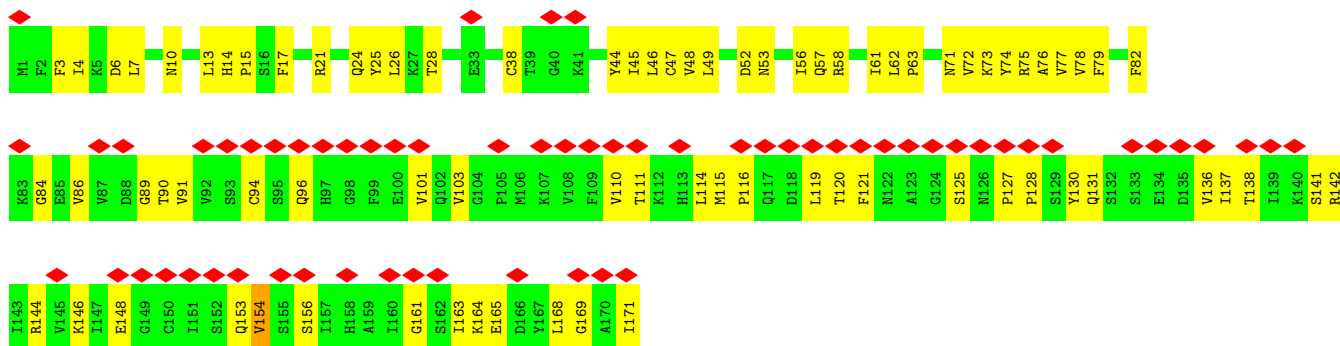 M1 F2 F3 I4 K5 D6 L7 N10 L13 H14 P15 S16 F17 R21 Q24 Y25 L26 K27 T28 E33 C38 T39 G40 K41 Y44 I45 L46 C47 V48 L49 D52 N53 I56 Q57 R58 I61 L62 P63 N71 V72 K73 Y74 R75 A76 V77 V78 F79 F82
K83 G84 E85 V86 V87 D88 G89 T90 V91 V92 S93 C94 S95 Q96 H97 G98 F99 E100 V101 Q102 V103 G104 P105 M106 K107 V108 F109 V110 T111 K112 H113 L114 M115 P116 Q117 D118 L119 T120 F121 N122 A123 G124 S125 N126 P127 P128 S129 Y130 Q131 S132 S133 E134 D135 V136 I137 T138 I139 K140 S141 R142
I143 R144 V145 K146 I147 E148 G149 C150 I151 S152 Q153 V154 S155 S156 I157 H158 A159 I160 G161 S162 I163 K164 E165 D166 Y167 L168 G169 A170 I171